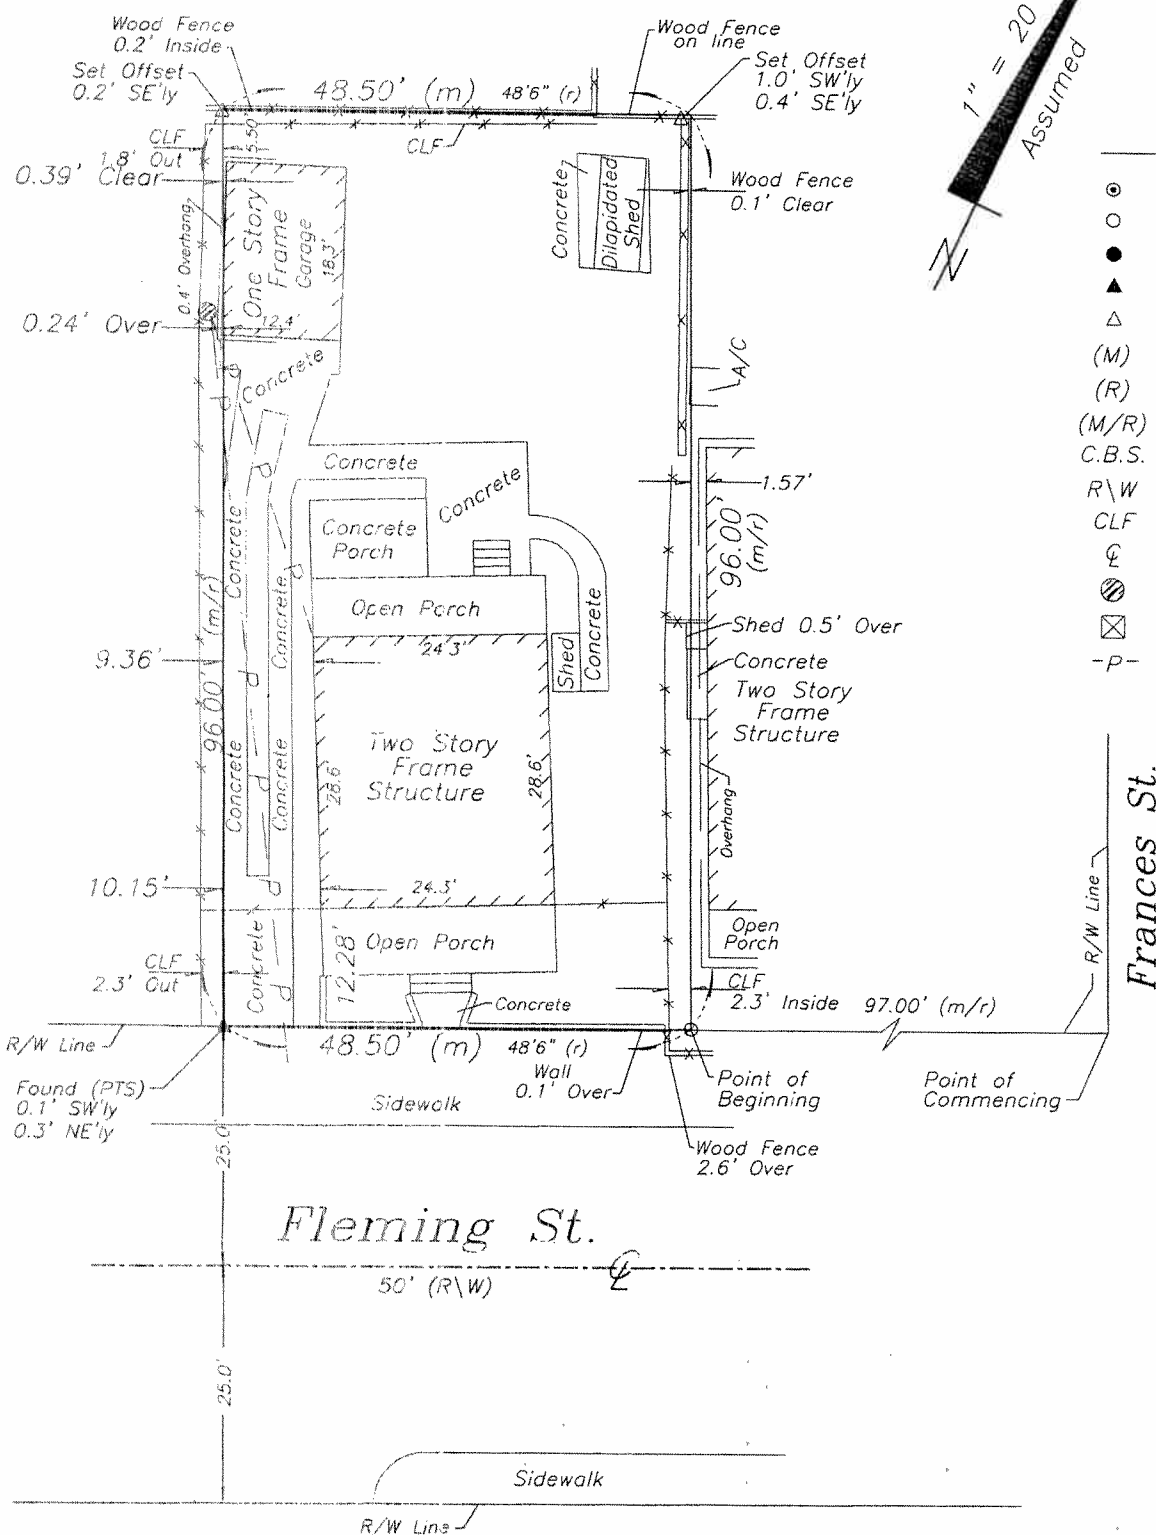 Wood Fence
0.2' Inside
Set Offset
0.2' SE'ly
48.50' (m)
48'6" (r)
Wood Fence
on line
Set Offset
1.0' SW'ly
0.4' SE'ly
1" = 20
Assumed
N
CLF
1.8' Out
5.50'
CLF
0.39' Clear
0.4' Overhang
One Story
Frame
Garage
18.3'
12.4'
0.24' Over
Concrete
Dilapidated
Shed
Wood Fence
0.1' Clear
A/C
(M)
(R)
(M/R)
C.B.S.
R\W
CLF
℄
-P-
Concrete
Concrete
Concrete
Concrete
Porch
1.57'
96.00'
(m/r)
Open Porch
24.3'
Shed
Concrete
Shed 0.5' Over
Concrete
Two Story
Frame
Structure
Overhang
9.36'
96.00' (m/r)
Concrete
Concrete
Concrete
Concrete
Two Story
Frame
Structure
28.6'
28.6'
24.3'
10.15'
Open Porch
12.28'
Concrete
Concrete
CLF
2.3' Out
Open
Porch
CLF
2.3' Inside
97.00' (m/r)
R/W Line
Frances St.
R/W Line
48.50' (m)
48'6" (r)
Wall
0.1' Over
Found (PTS)
0.1' SW'ly
0.3' NE'ly
Sidewalk
Point of
Beginning
Point of
Commencing
Wood Fence
2.6' Over
25.0'
Fleming St.
℄
50' (R\W)
25.0'
Sidewalk
R/W Line